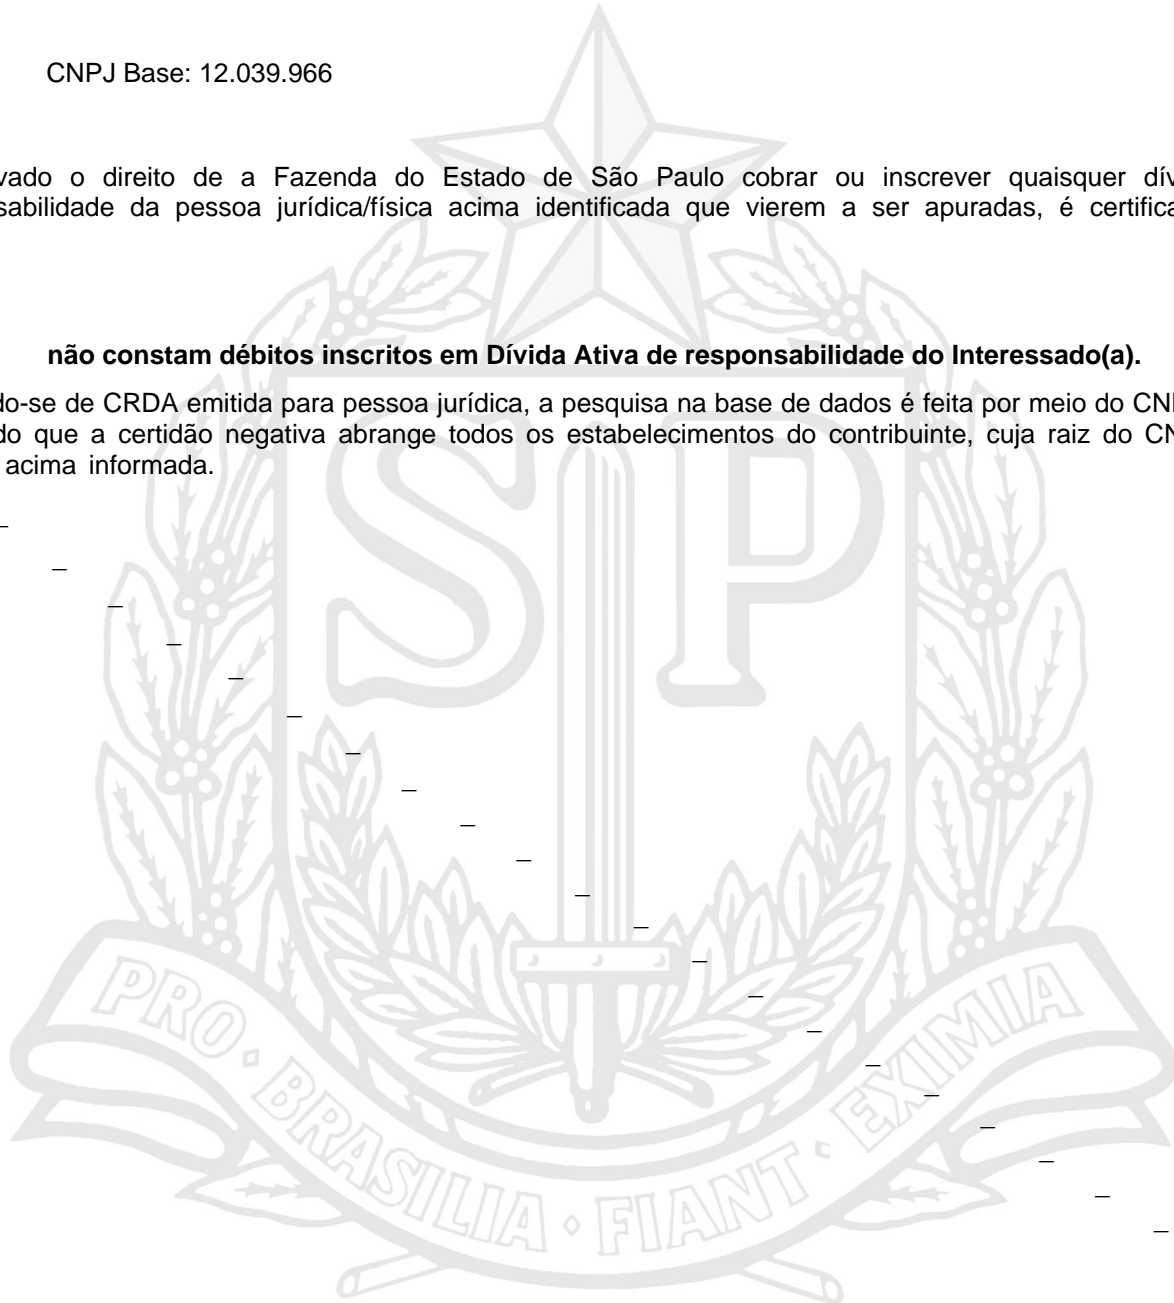 CNPJ Base: 12.039.966
vado o direito de a Fazenda do Estado de São Paulo cobrar ou inscrever quaisquer dív
sabilidade da pessoa jurídica/física acima identificada que vierem a ser apuradas, é certifica
não constam débitos inscritos em Dívida Ativa de responsabilidade do Interessado(a).
do-se de CRDA emitida para pessoa jurídica, a pesquisa na base de dados é feita por meio do CN
do que a certidão negativa abrange todos os estabelecimentos do contribuinte, cuja raiz do CN
acima informada.
SP
PRO · BRASILIA · FIANT · EXIMIA